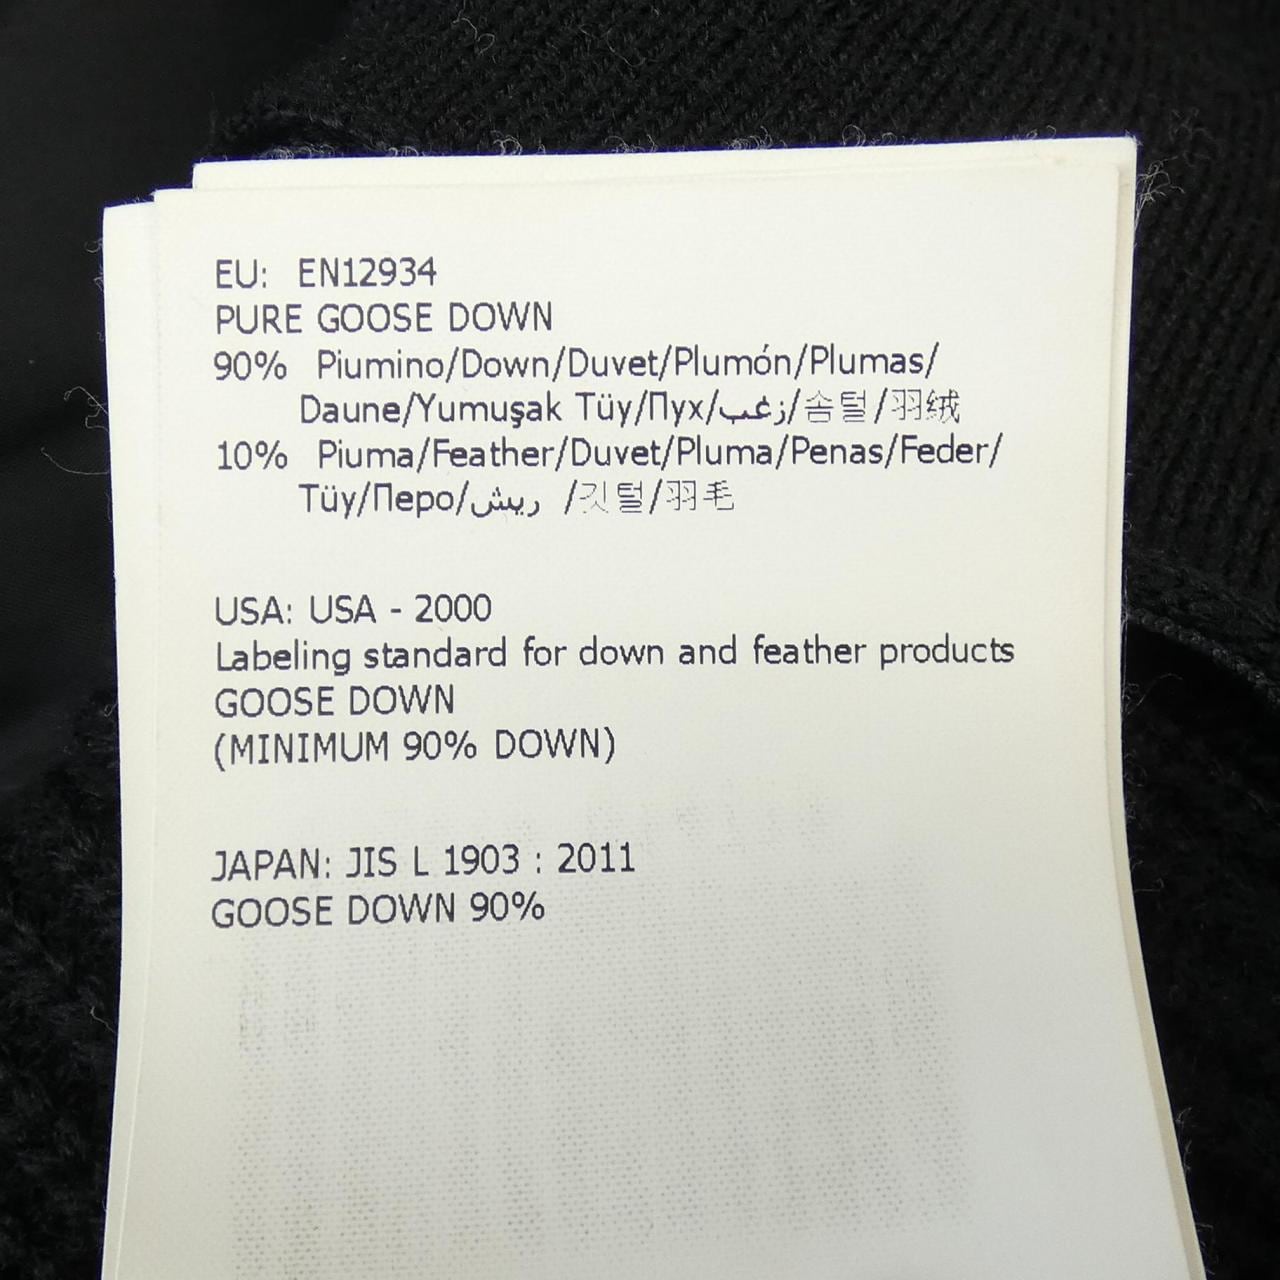 EU: EN12934
PURE GOOSE DOWN
90% Piumino/Down/Duvet/Plumón/Plumas/
Daune/Yumuşak Tüy/Пух/زغب/솜털/羽绒
10% Piuma/Feather/Duvet/Pluma/Penas/Feder/
Tüy/Перо/ريش /깃털/羽毛
USA: USA - 2000
Labeling standard for down and feather products
GOOSE DOWN
(MINIMUM 90% DOWN)
JAPAN: JIS L 1903 : 2011
GOOSE DOWN 90%